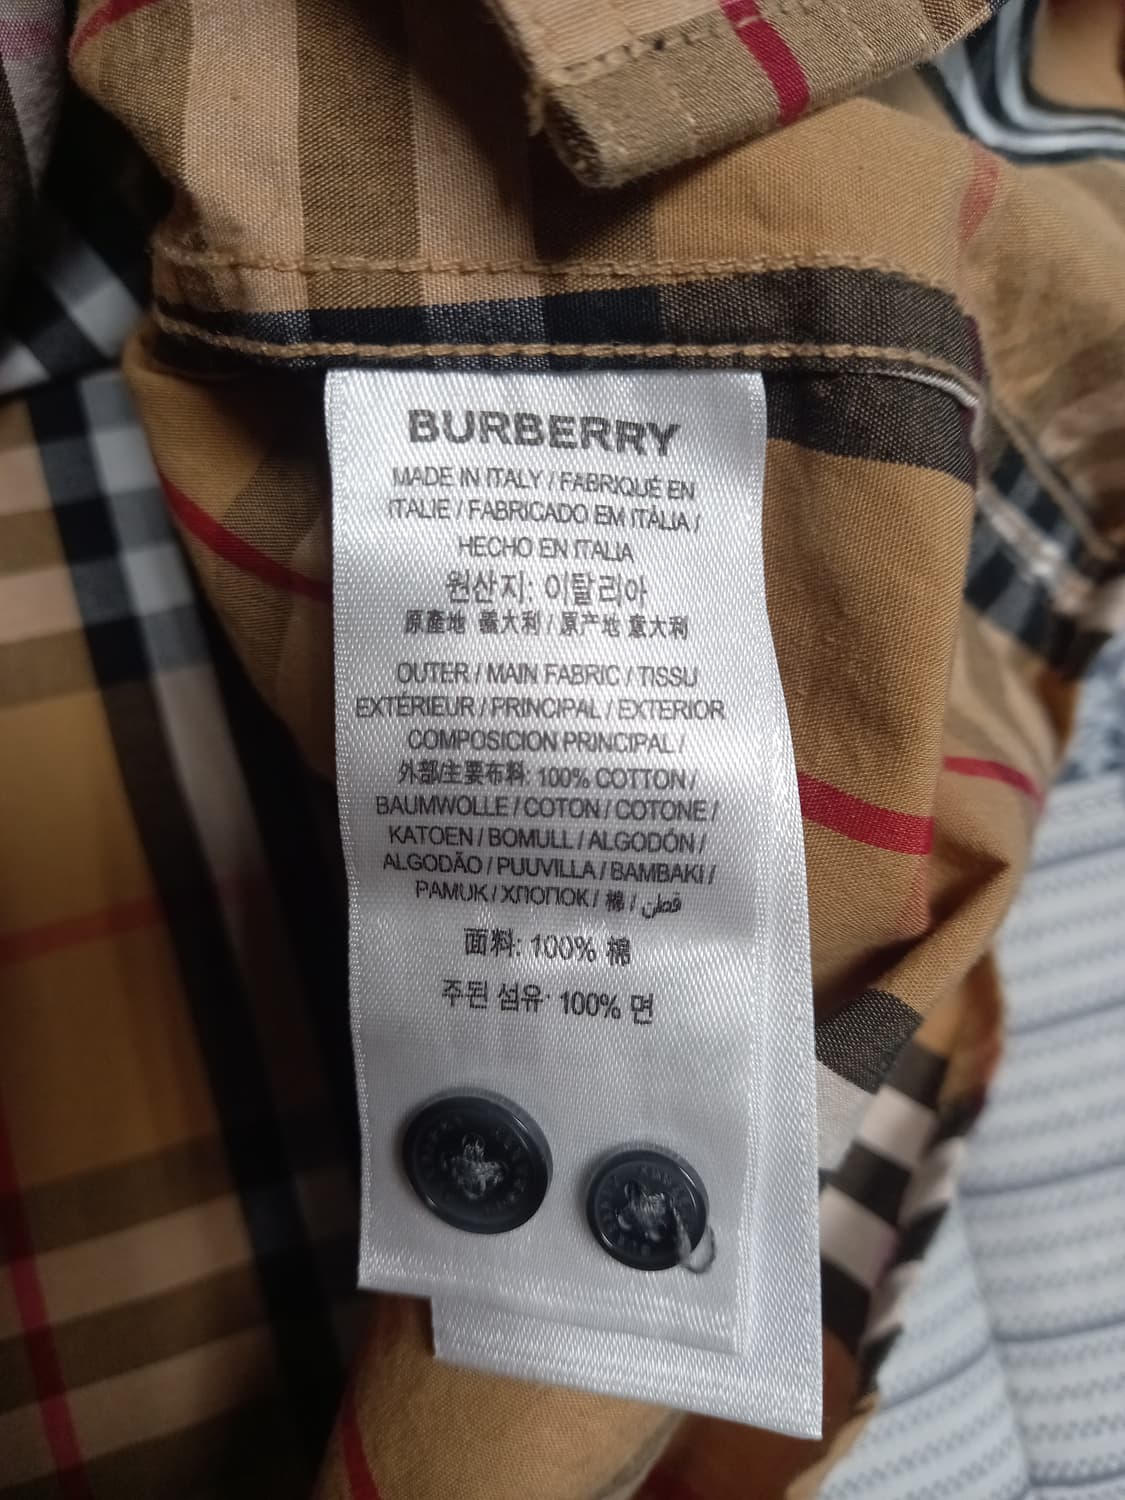 BURBERRY
MADE IN ITALY / FABRIQUÉ EN
ITALIE / FABRICADO EM ITÀLIA /
HECHO EN ITALIA
원산지: 이탈리아
原產地 義大利 / 原产地 意大利
OUTER / MAIN FABRIC / TISSU
EXTÉRIEUR / PRINCIPAL / EXTERIOR
COMPOSICION PRINCIPAL /
外部/主要布料: 100% COTTON /
BAUMWOLLE / COTON / COTONE /
KATOEN / BOMULL / ALGODÓN /
ALGODÃO / PUUVILLA / BAMBAKI /
PAMUK / ХЛОПОК / 棉 / قطن
面料: 100% 棉
주된 섬유: 100% 면